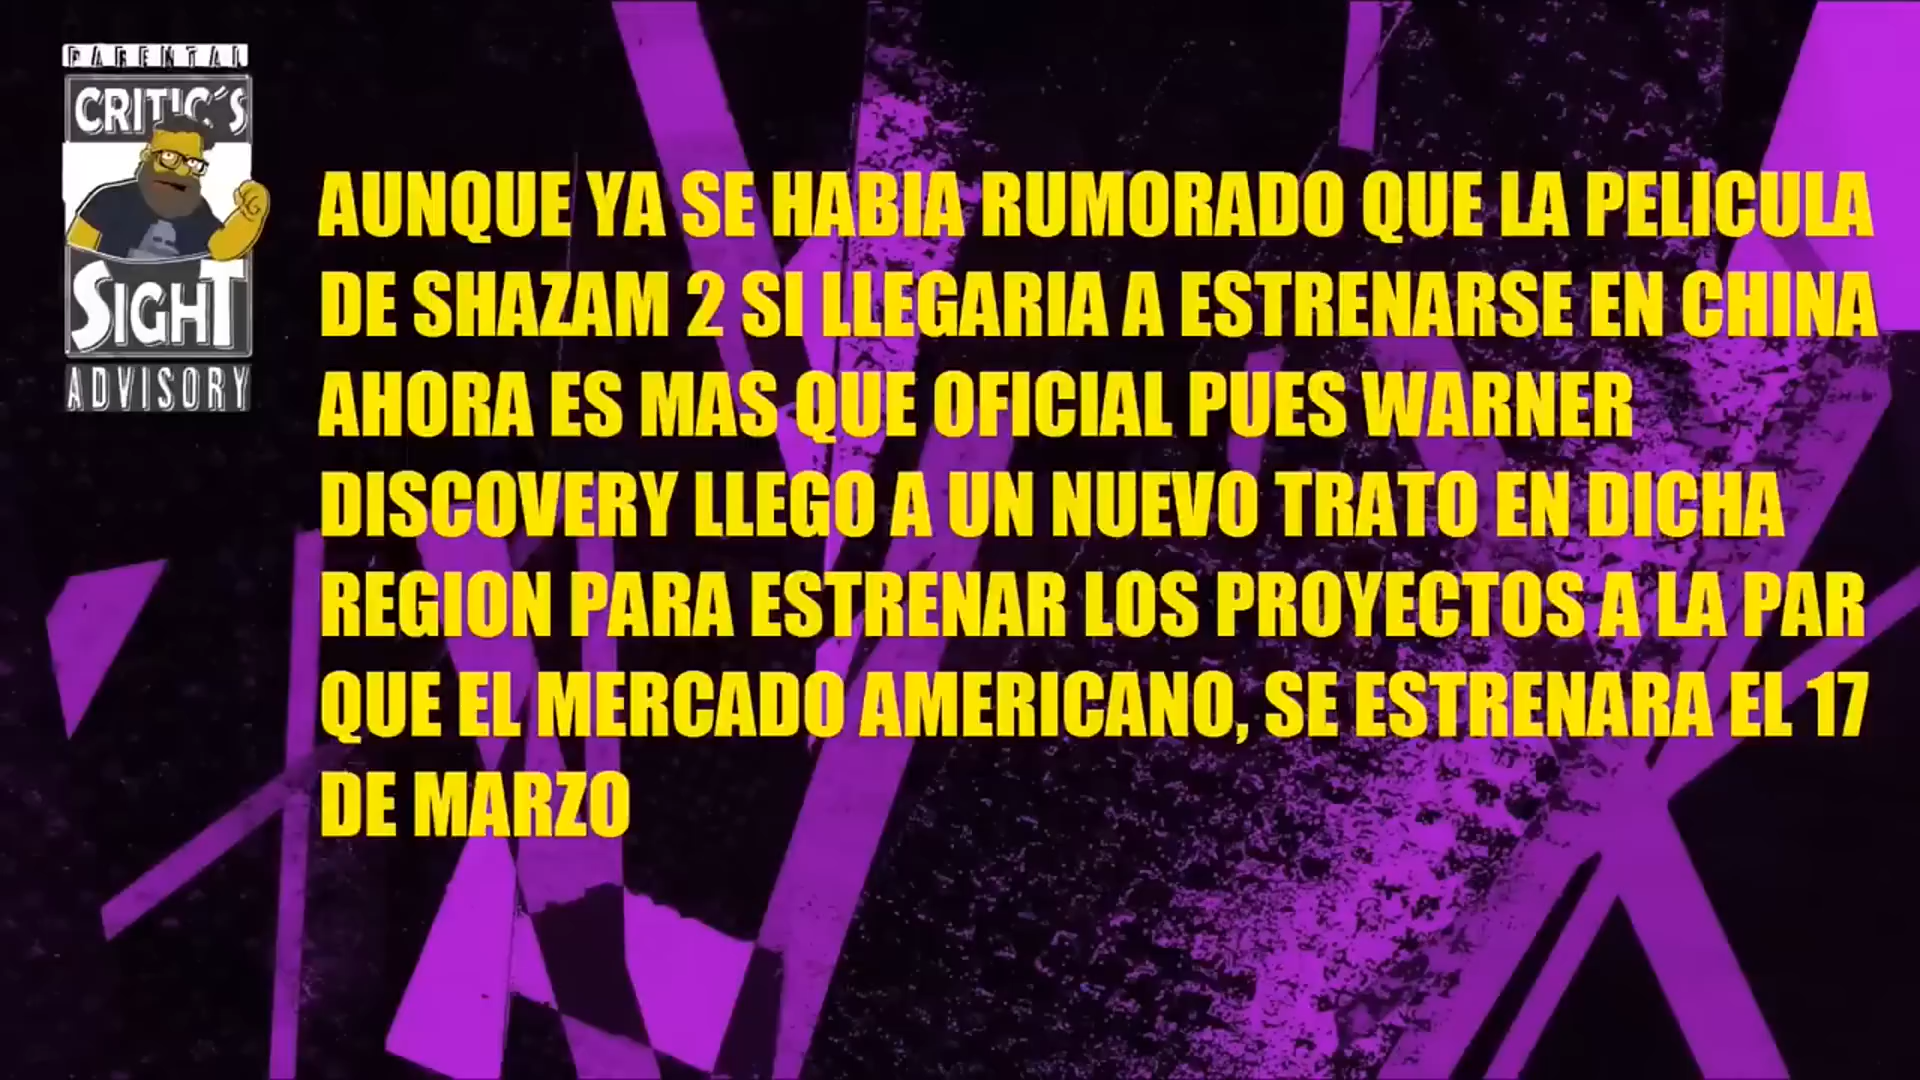 PARENTAL
CRITIC´S
SIGHT
ADVISORY
AUNQUE YA SE HABIA RUMORADO QUE LA PELICULA
DE SHAZAM 2 SI LLEGARIA A ESTRENARSE EN CHINA
AHORA ES MAS QUE OFICIAL PUES WARNER
DISCOVERY LLEGO A UN NUEVO TRATO EN DICHA
REGION PARA ESTRENAR LOS PROYECTOS A LA PAR
QUE EL MERCADO AMERICANO, SE ESTRENARA EL 17
DE MARZO